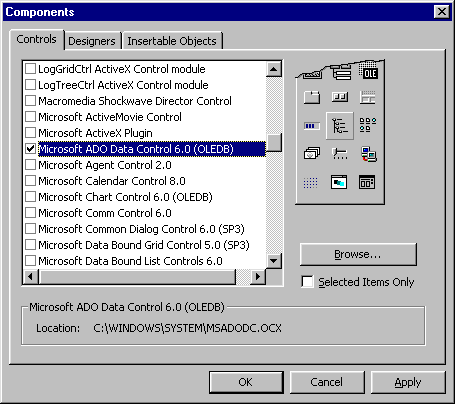 Components
Controls
Designers
Insertable Objects
LogGridCtrl ActiveX Control module
LogTreeCtrl ActiveX Control module
Macromedia Shockwave Director Control
Microsoft ActiveMovie Control
Microsoft ActiveX Plugin
Microsoft ADO Data Control 6.0 (OLEDB)
Microsoft Agent Control 2.0
Microsoft Calendar Control 8.0
Microsoft Chart Control 6.0 (OLEDB)
Microsoft Comm Control 6.0
Microsoft Common Dialog Control 6.0 (SP3)
Microsoft Data Bound Grid Control 5.0 (SP3)
Microsoft Data Bound List Controls 6.0
OLE
Browse...
Selected Items Only
Microsoft ADO Data Control 6.0 (OLEDB)
Location: C:\WINDOWS\SYSTEM\MSADODC.OCX
OK
Cancel
Apply